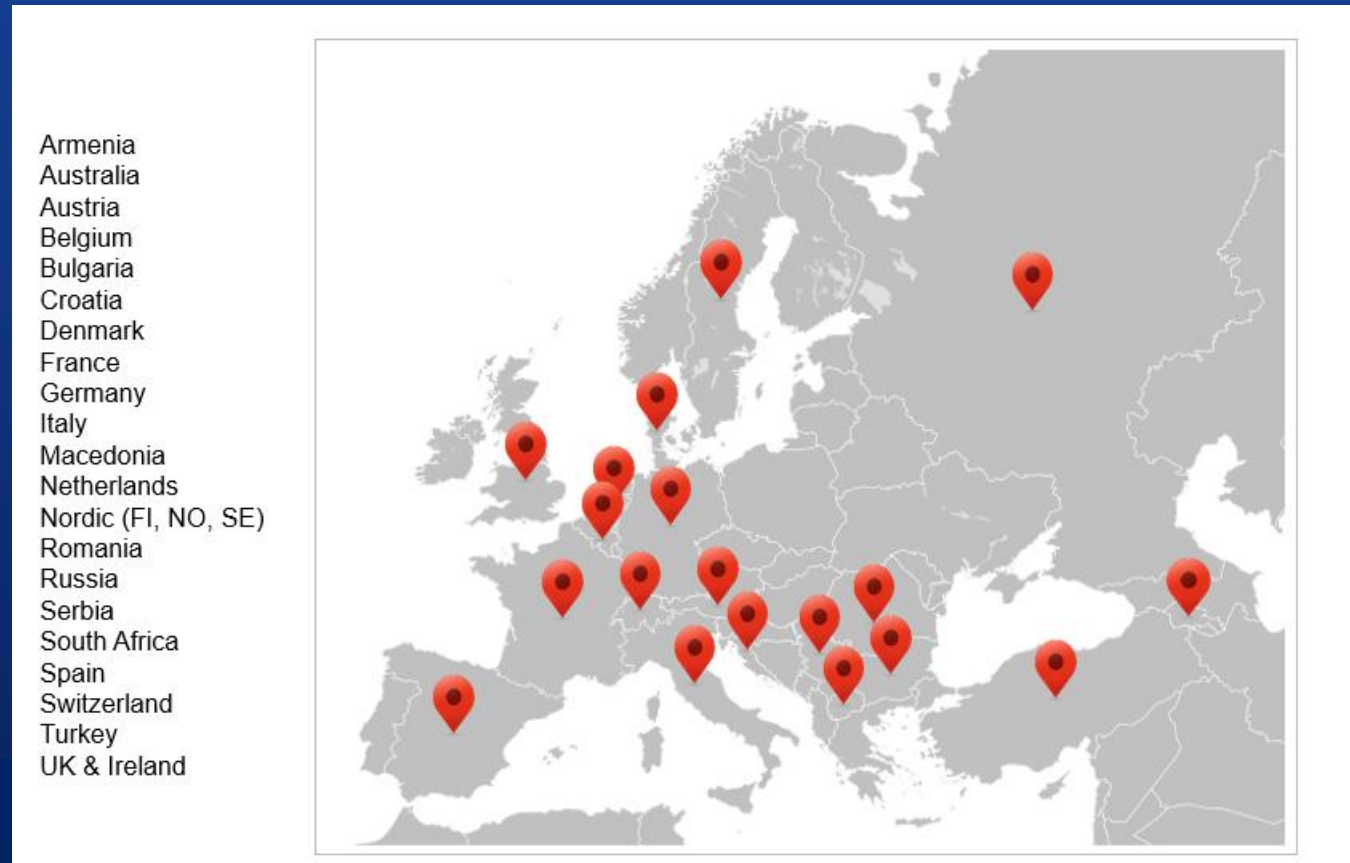 Armenia
Australia
Austria
Belgium
Bulgaria
Croatia
Denmark
France
Germany
Italy
Macedonia
Netherlands
Nordic (FI, NO, SE)
Romania
Russia
Serbia
South Africa
Spain
Switzerland
Turkey
UK & Ireland